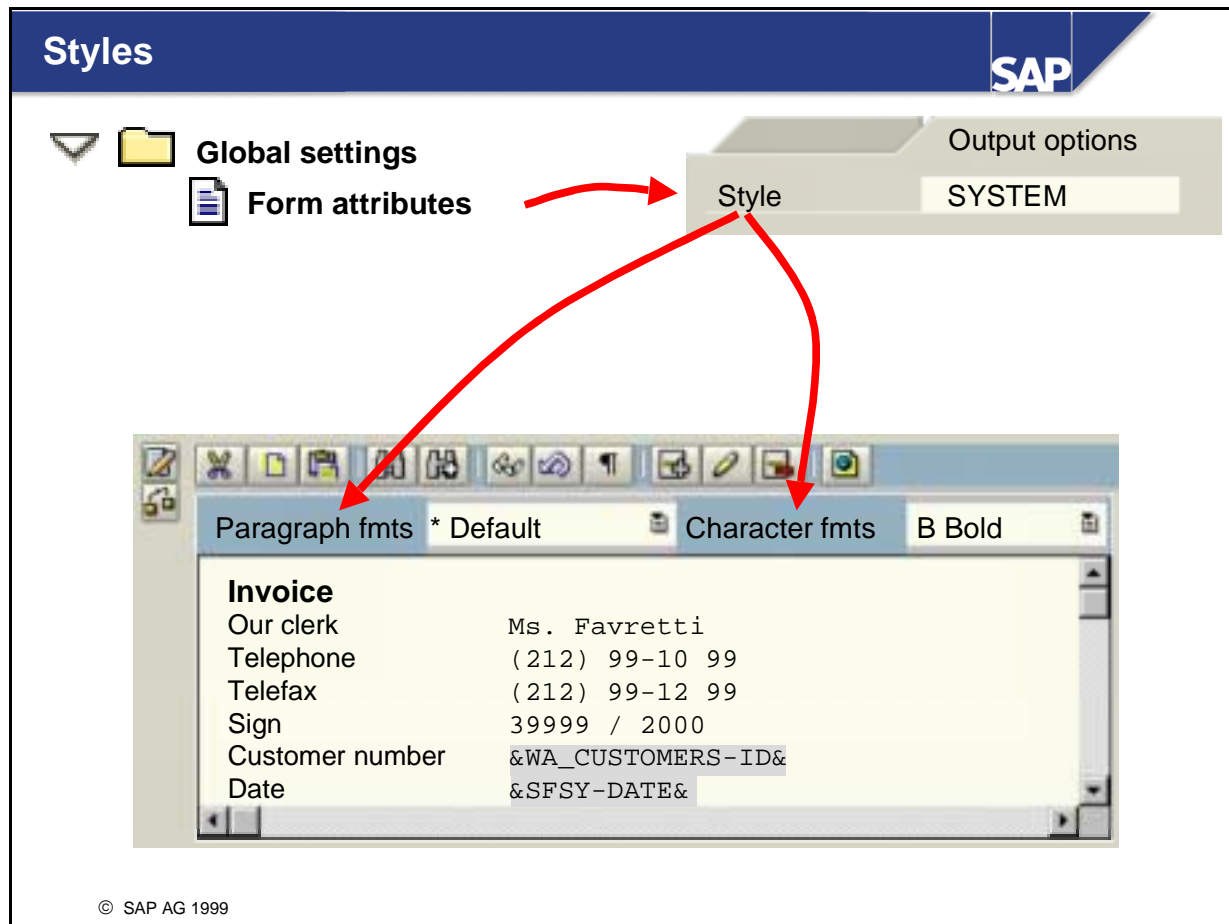 Styles
SAP
Global settings
Form attributes
Output options
Style SYSTEM
Paragraph fmts * Default Character fmts B Bold
Invoice
Our clerk Ms. Favretti
Telephone (212) 99-10 99
Telefax (212) 99-12 99
Sign 39999 / 2000
Customer number &WA_CUSTOMERS-ID&
Date &SFSY-DATE&
© SAP AG 1999